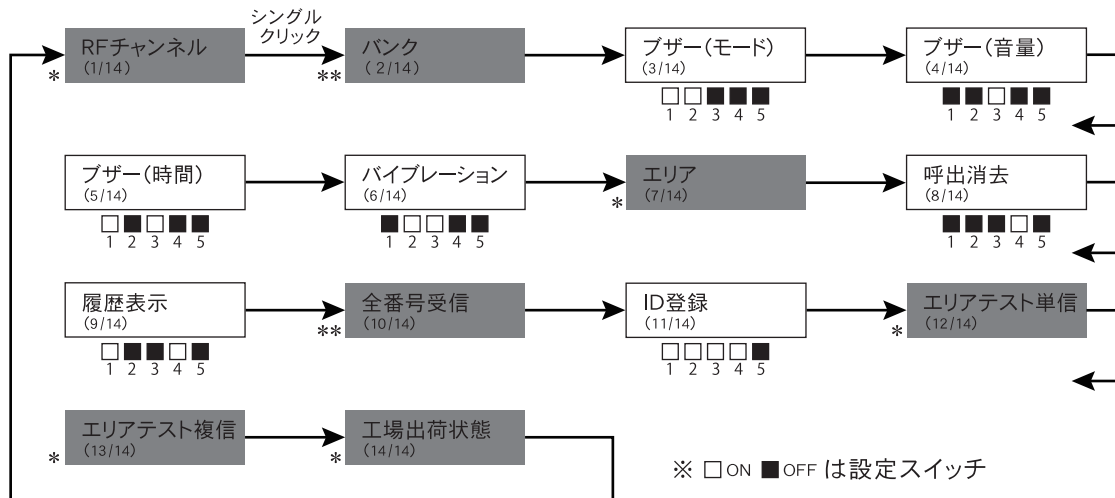 シングル
クリック
RFチャンネル
(1/14)
*
バンク
( 2/14)
**
ブザー(モード)
(3/14)
1 2 3 4 5
ブザー(音量)
(4/14)
1 2 3 4 5
ブザー(時間)
(5/14)
1 2 3 4 5
バイブレーション
(6/14)
1 2 3 4 5
エリア
(7/14)
*
呼出消去
(8/14)
1 2 3 4 5
履歴表示
(9/14)
1 2 3 4 5
全番号受信
(10/14)
**
ID登録
(11/14)
1 2 3 4 5
エリアテスト単信
(12/14)
*
エリアテスト複信
(13/14)
*
工場出荷状態
(14/14)
*
※ □ON ■OFF は設定スイッチ